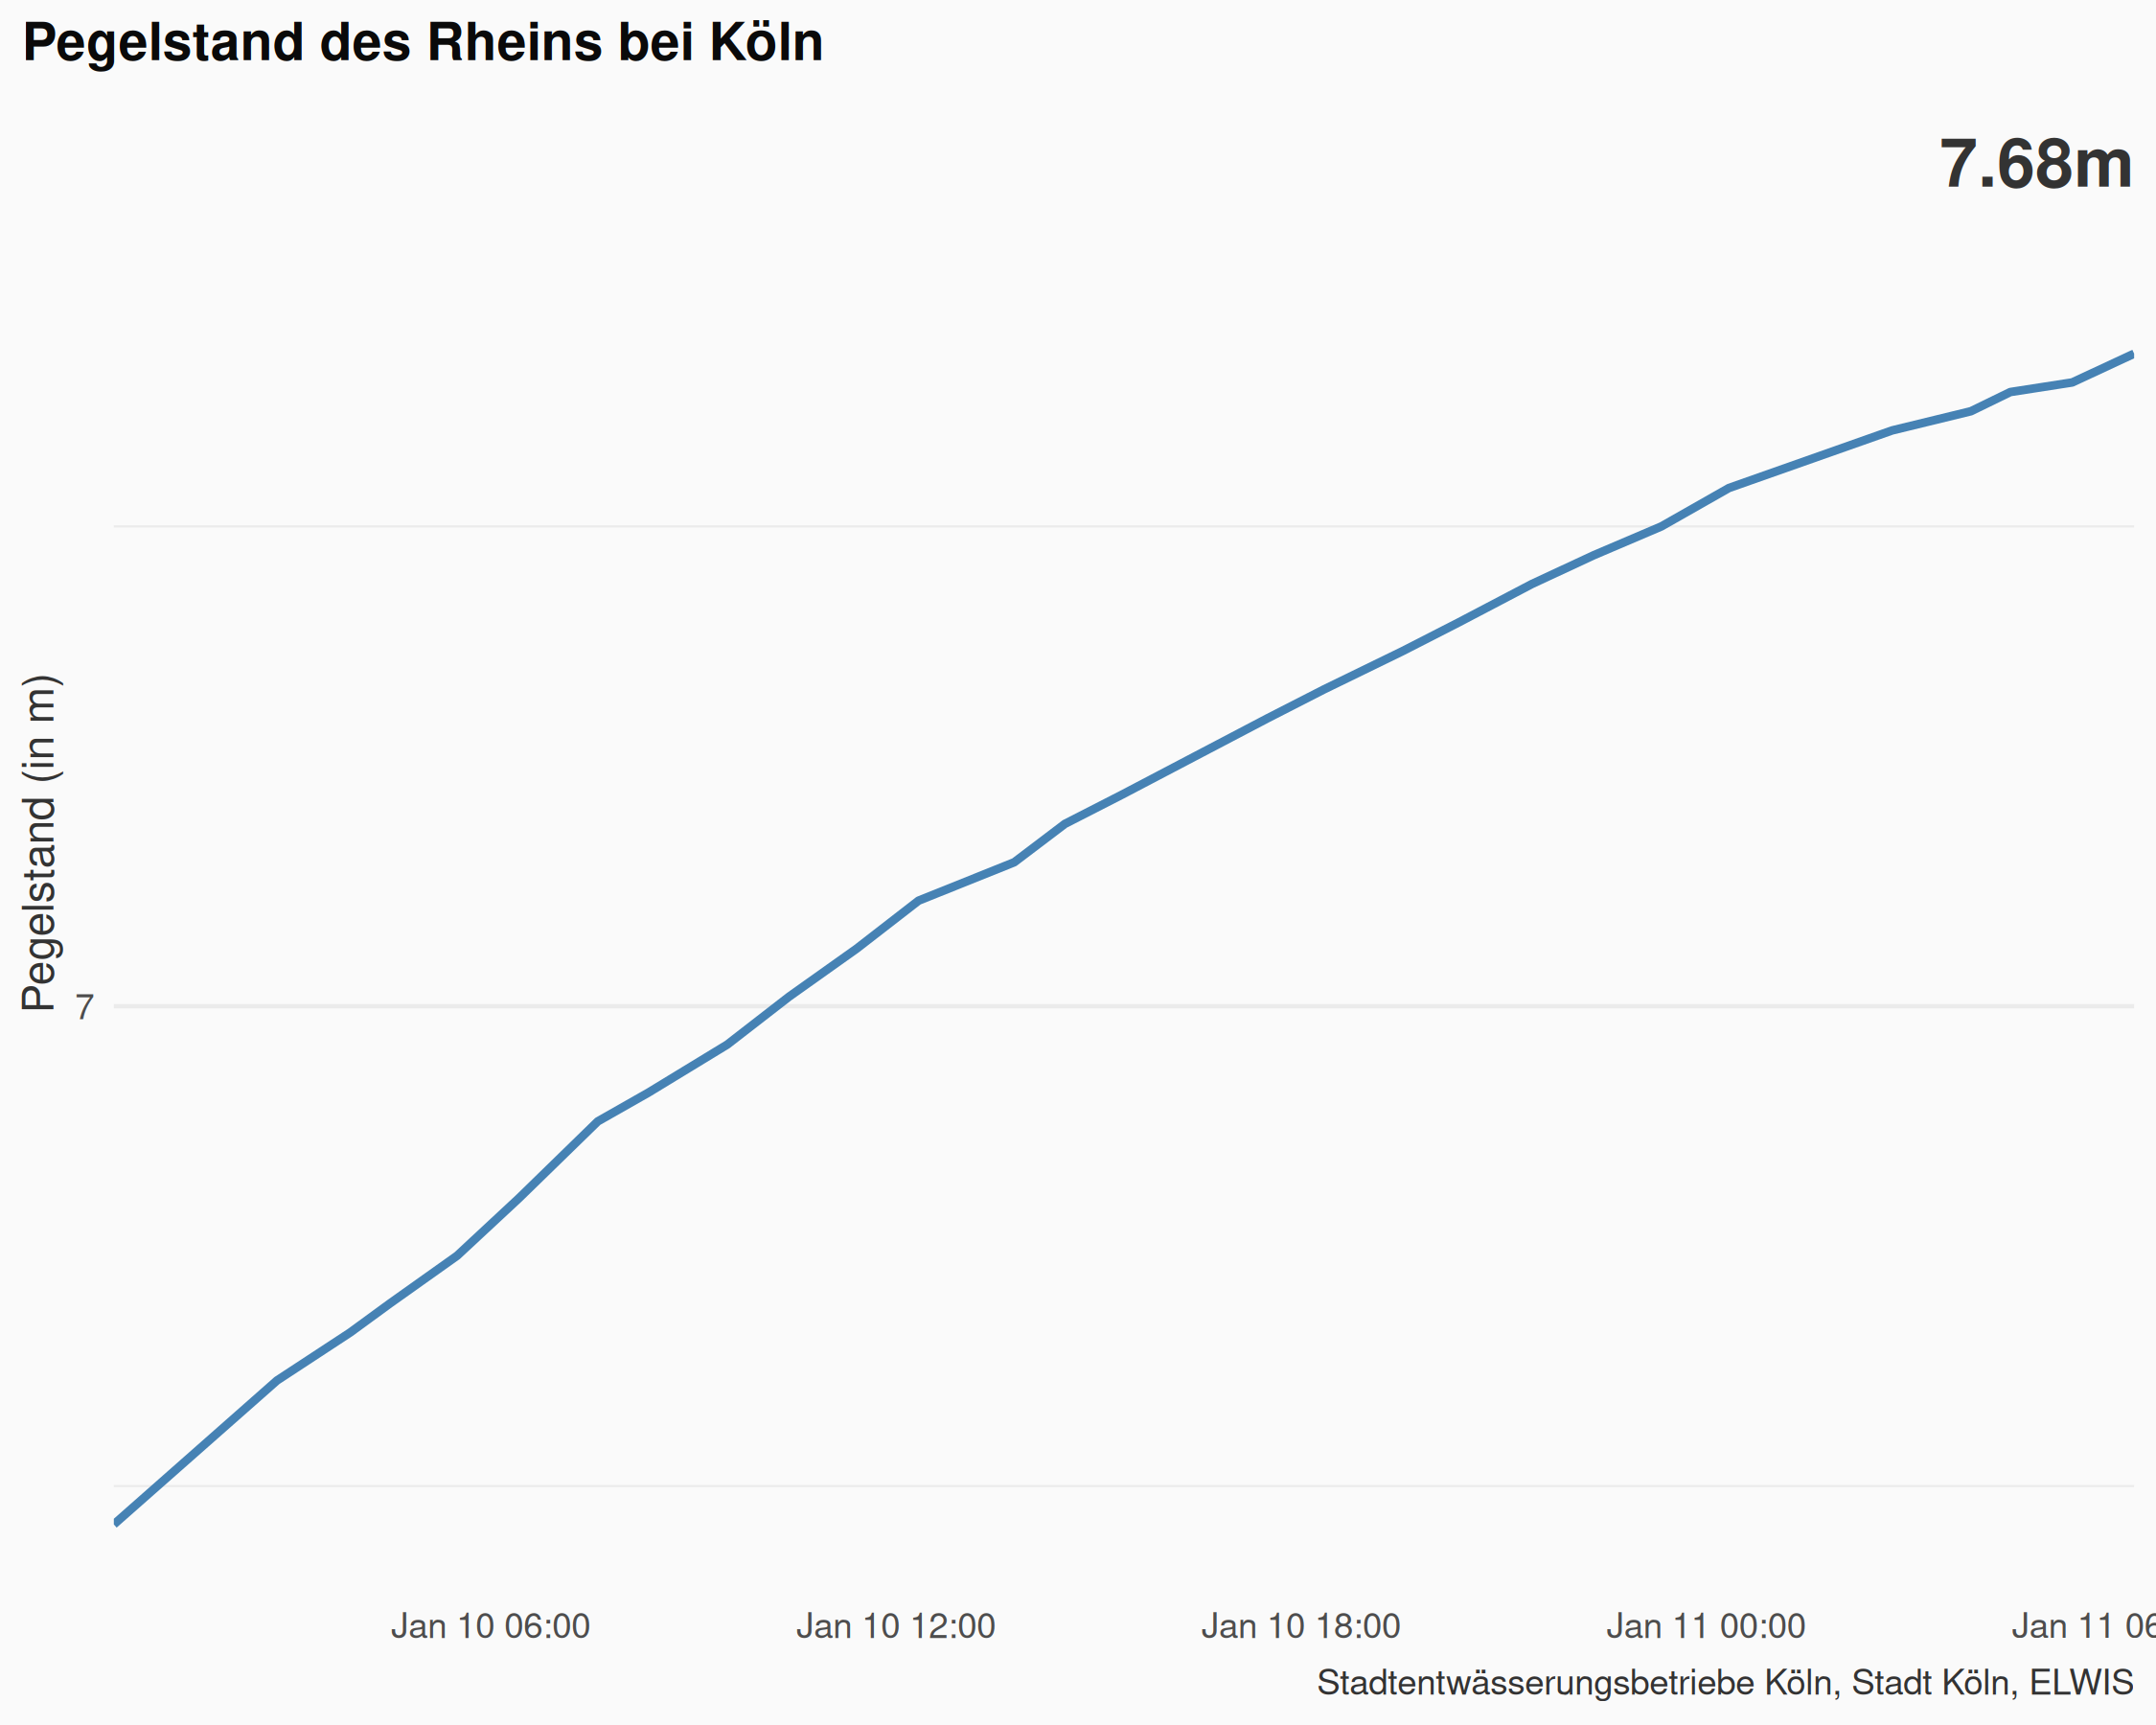 Pegelstand des Rheins bei Köln
7.68m
Pegelstand (in m)
7
Jan 10 06:00 Jan 10 12:00 Jan 10 18:00 Jan 11 00:00 Jan 11 06
Stadtentwässerungsbetriebe Köln, Stadt Köln, ELWIS